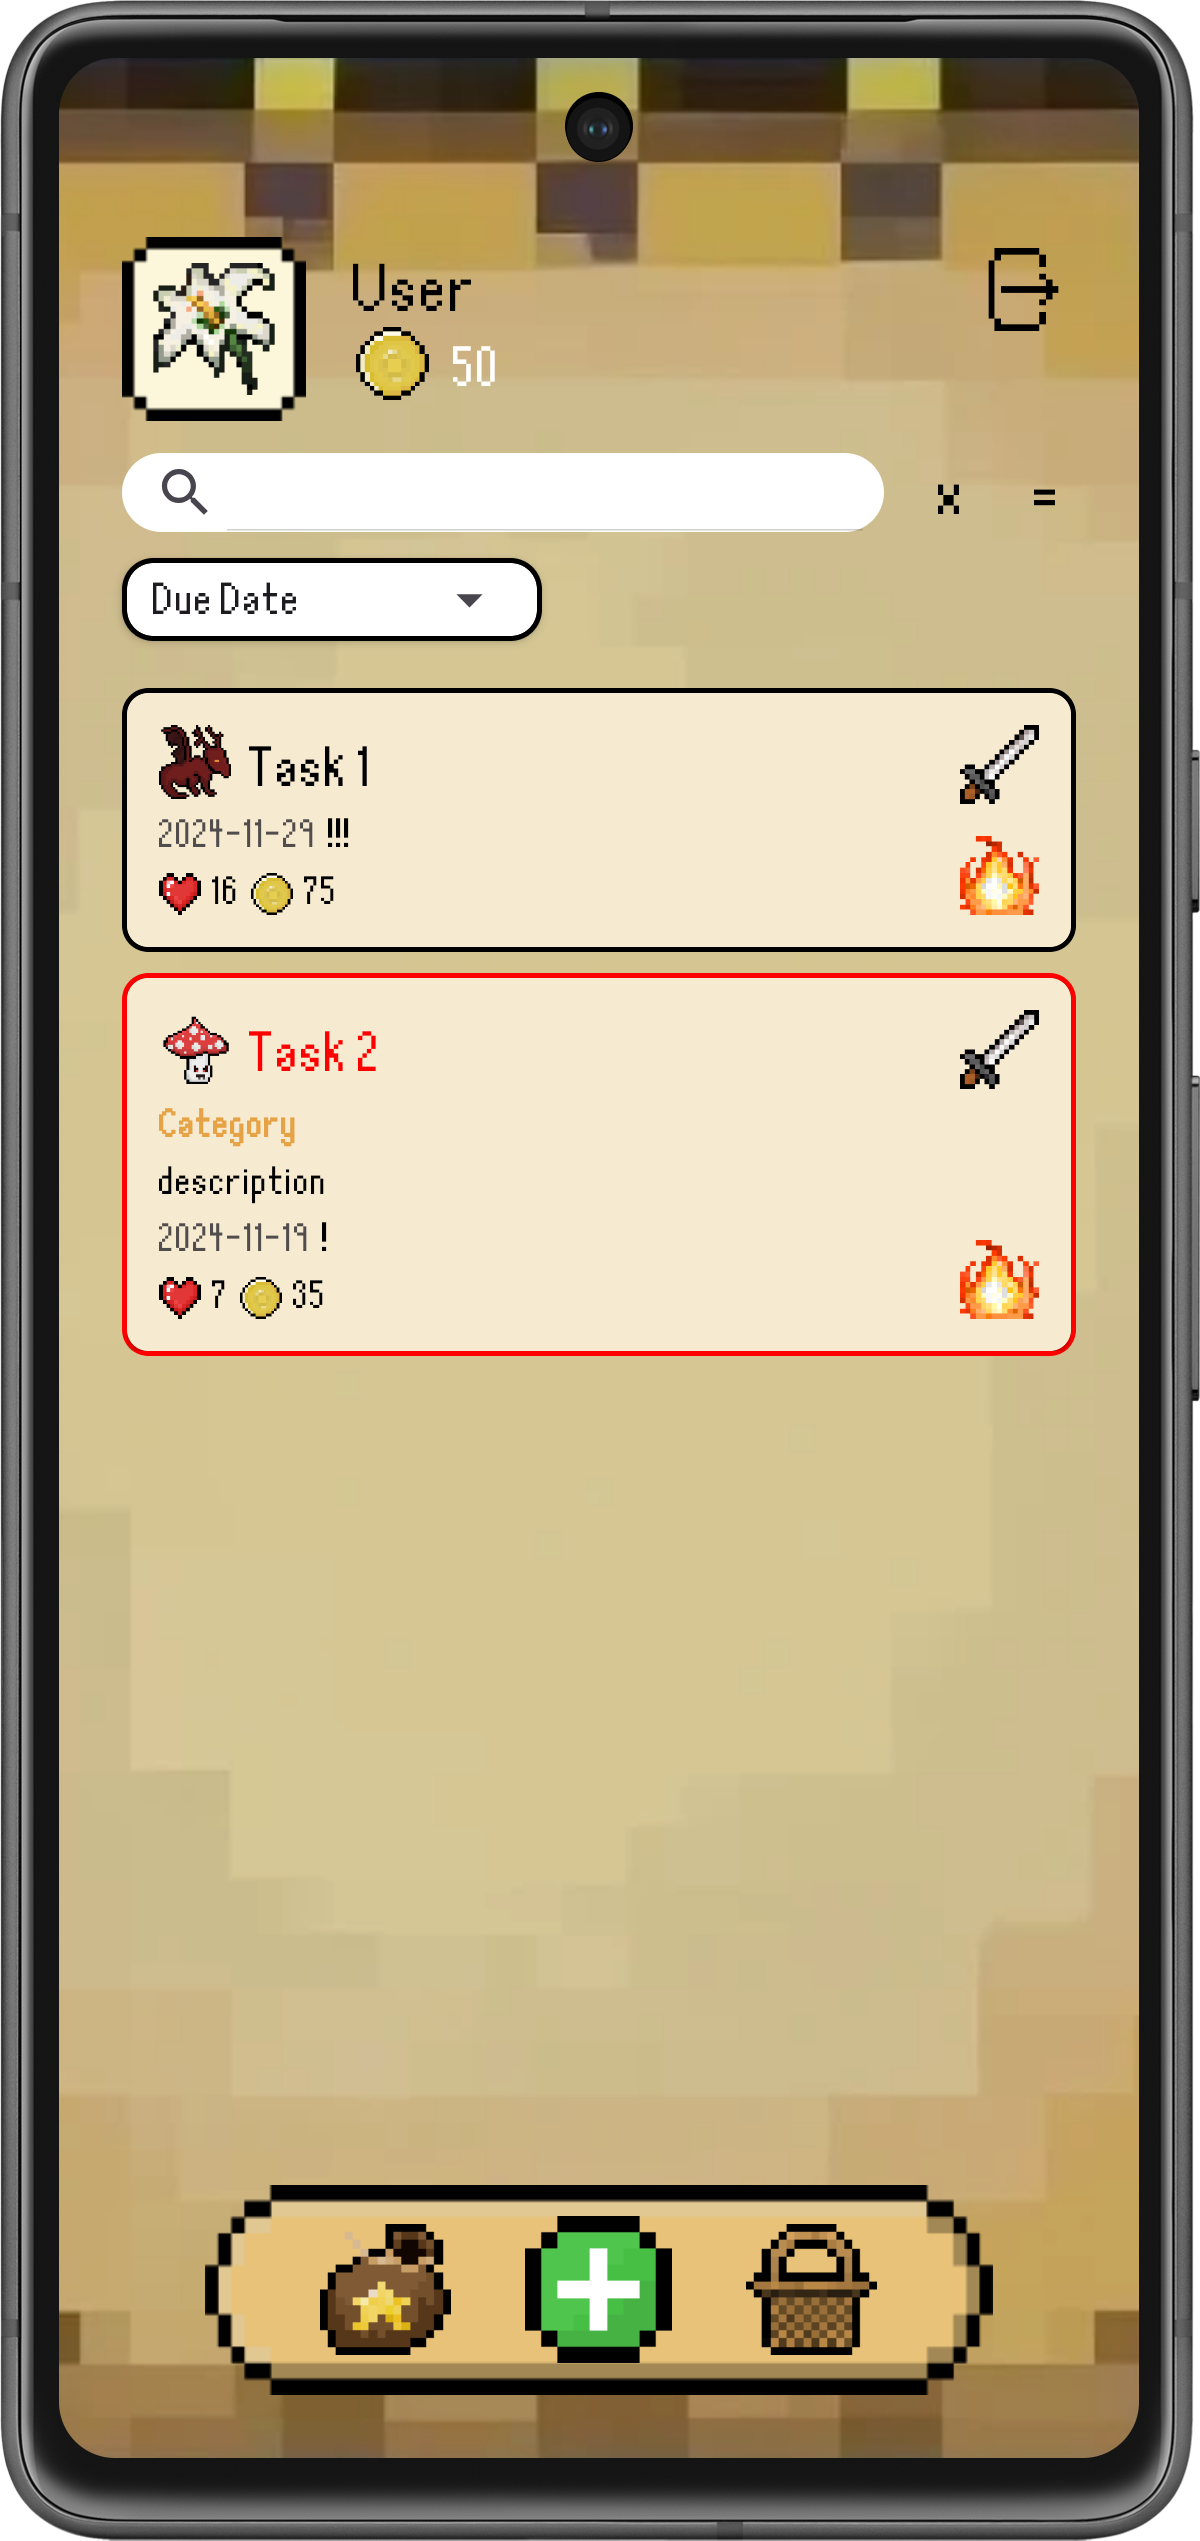 User
50
x =
Due Date
Task 1
2024-11-29 !!!
16 75
Task 2
Category
description
2024-11-19 !
7 35